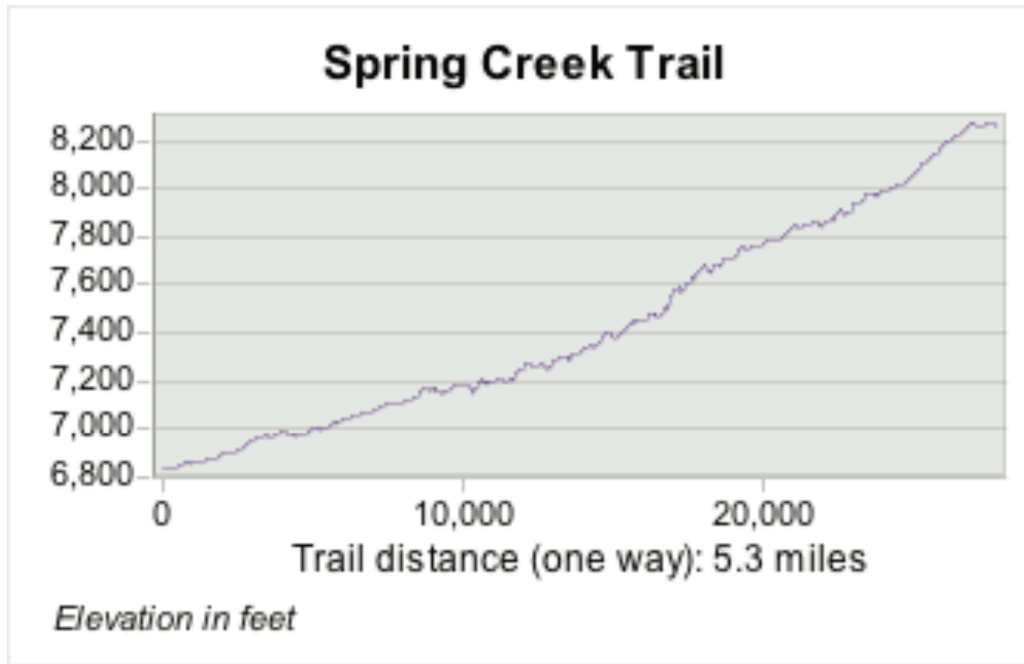 Spring Creek Trail
8,200
8,000
7,800
7,600
7,400
7,200
7,000
6,800
0 10,000 20,000
Trail distance (one way): 5.3 miles
Elevation in feet